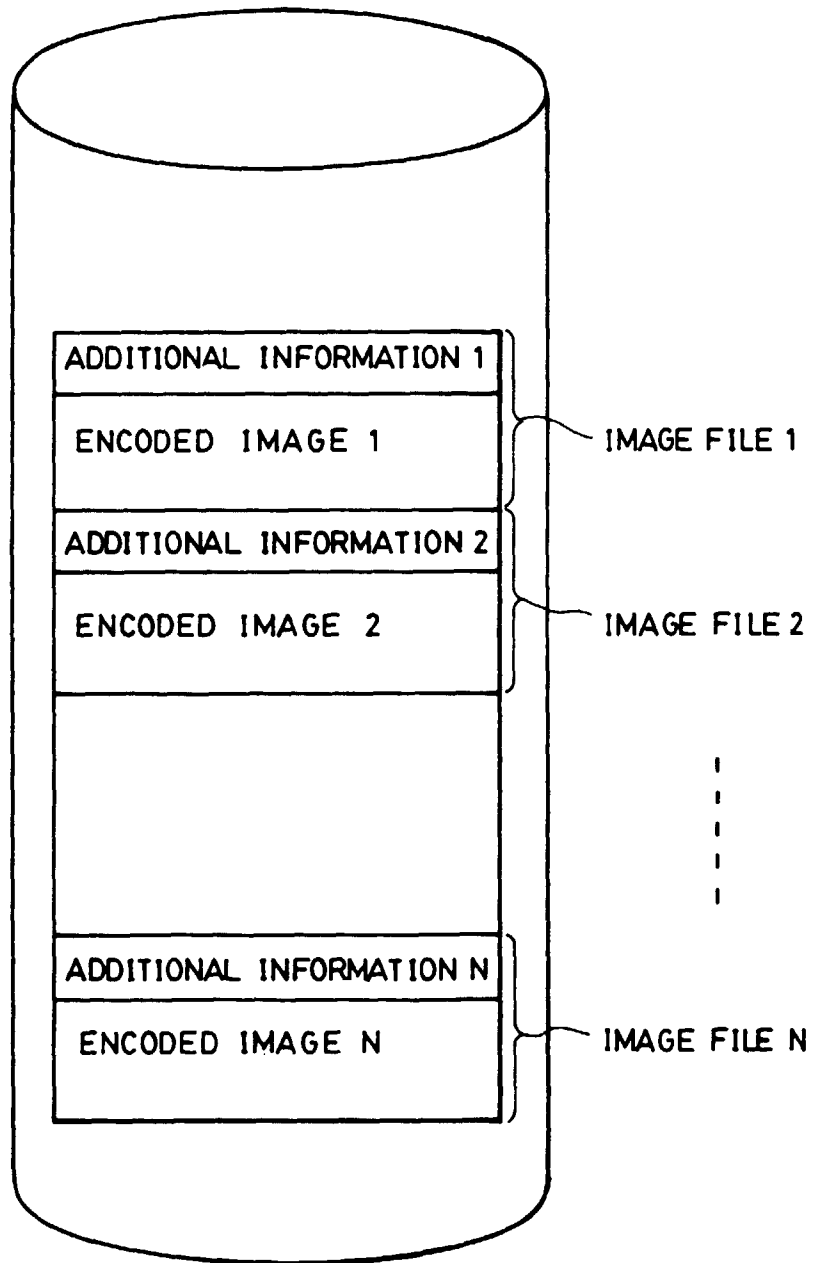 ADDITIONAL INFORMATION 1
ENCODED IMAGE 1
IMAGE FILE 1
ADDITIONAL INFORMATION 2
ENCODED IMAGE 2
IMAGE FILE 2
ADDITIONAL INFORMATION N
ENCODED IMAGE N
IMAGE FILE N